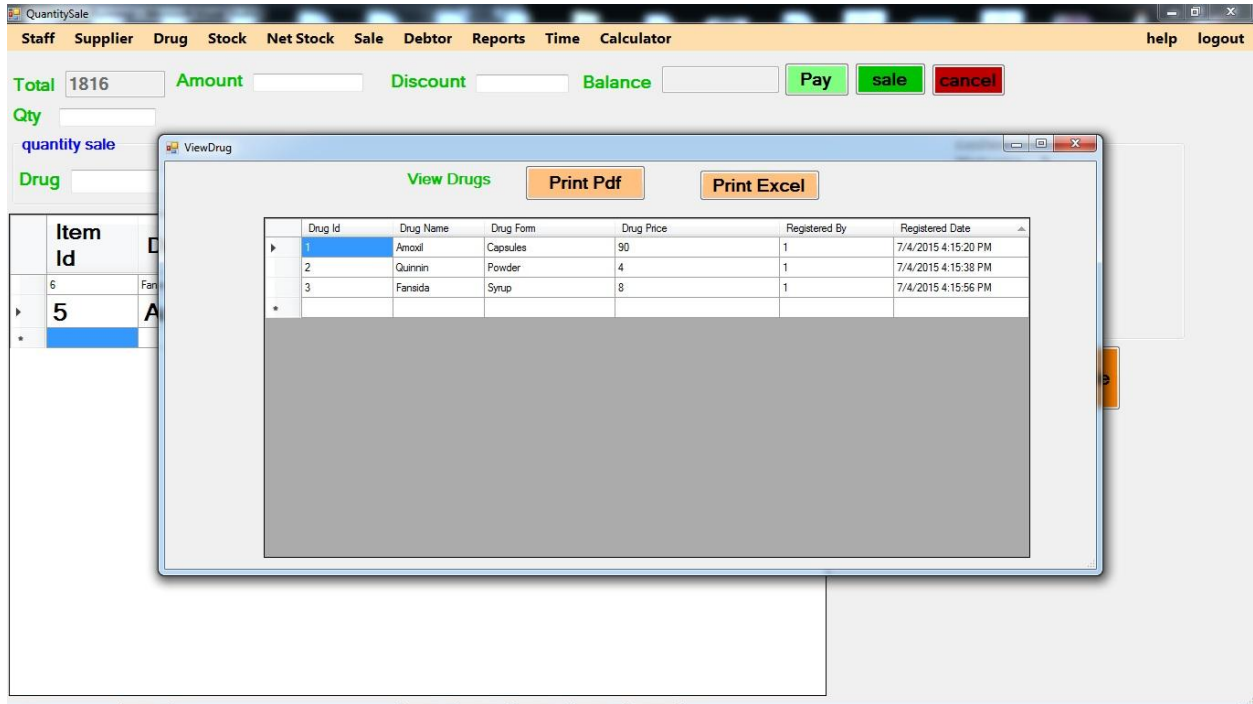 QuantitySale
Staff Supplier Drug Stock Net Stock Sale Debtor Reports Time Calculator help logout
Total 1816 Amount Discount Balance Pay sale cancel
Qty
quantity sale
Drug
ViewDrug
View Drugs Print Pdf Print Excel
Drug Id Drug Name Drug Form Drug Price Registered By Registered Date
1 Amoxil Capsules 90 1 7/4/2015 4:15:20 PM
2 Quinnin Powder 4 1 7/4/2015 4:15:38 PM
3 Fansida Syrup 8 1 7/4/2015 4:15:56 PM
Item
Id
6 Fan
5 A